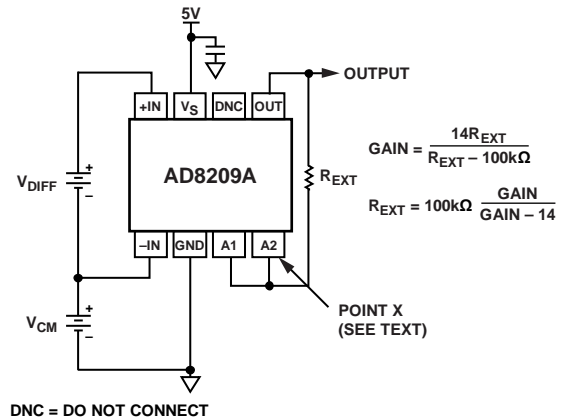 5V
OUTPUT
+IN
VS
DNC
OUT
AD8209A
VDIFF
+
–
REXT
GAIN = 14REXT / REXT – 100kΩ
REXT = 100kΩ GAIN / GAIN – 14
–IN
GND
A1
A2
VCM
+
–
POINT X
(SEE TEXT)
DNC = DO NOT CONNECT